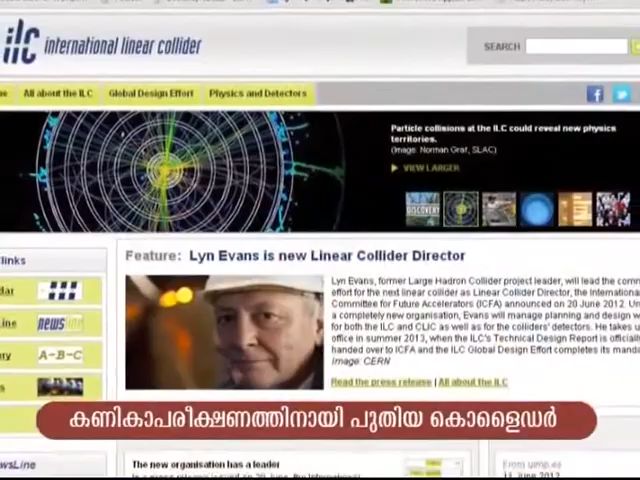 ilc international linear collider
SEARCH
All about the ILC
Global Design Effort
Physics and Detectors
Particle collisions at the ILC could reveal new physics
territories.
(Image: Norman Graf, SLAC)
VIEW LARGER
DISCOVERY
Feature: Lyn Evans is new Linear Collider Director
Lyn Evans, former Large Hadron Collider project leader, will lead the
effort for the next linear collider as Linear Collider Director, the
Committee for Future Accelerators (ICFA) announced on 20 June 2012.
a completely new organisation, Evans will manage planning and design
for both the ILC and CLIC as well as for the colliders' detectors. He takes
office in summer 2013, when the ILC's Technical Design Report is
handed over to ICFA and the ILC Global Design Effort completes its
Image: CERN
Read the press release | All about the ILC
A-B-C
കണികാപരീക്ഷണത്തിനായി പുതിയ കൊളൈഡർ
The new organisation has a leader